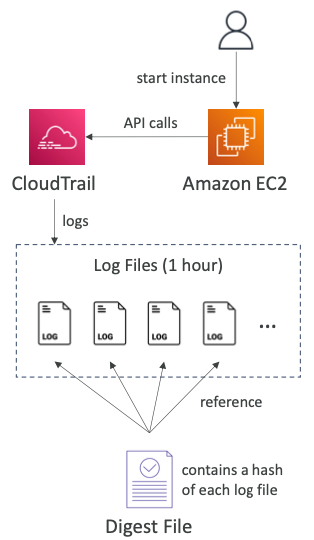 start instance
API calls
CloudTrail
Amazon EC2
logs
Log Files (1 hour)
LOG
LOG
LOG
LOG
...
reference
contains a hash
of each log file
Digest File